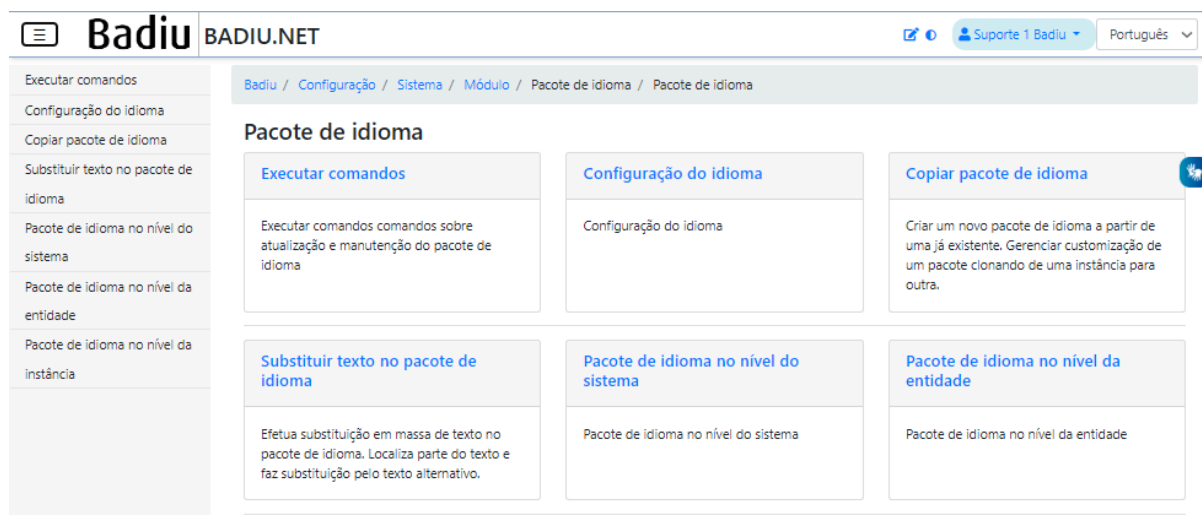 Badiu BADIU.NET
Suporte 1 Badiu
Português
Executar comandos
Configuração do idioma
Copiar pacote de idioma
Substituir texto no pacote de
idioma
Pacote de idioma no nível do
sistema
Pacote de idioma no nível da
entidade
Pacote de idioma no nível da
instância
Badiu / Configuração / Sistema / Módulo / Pacote de idioma / Pacote de idioma
Pacote de idioma
Executar comandos
Executar comandos comandos sobre
atualização e manutenção do pacote de
idioma
Configuração do idioma
Configuração do idioma
Copiar pacote de idioma
Criar um novo pacote de idioma a partir de
uma já existente. Gerenciar customização de
um pacote clonando de uma instância para
outra.
Substituir texto no pacote de
idioma
Efetua substituição em massa de texto no
pacote de idioma. Localiza parte do texto e
faz substituição pelo texto alternativo.
Pacote de idioma no nível do
sistema
Pacote de idioma no nível do sistema
Pacote de idioma no nível da
entidade
Pacote de idioma no nível da entidade